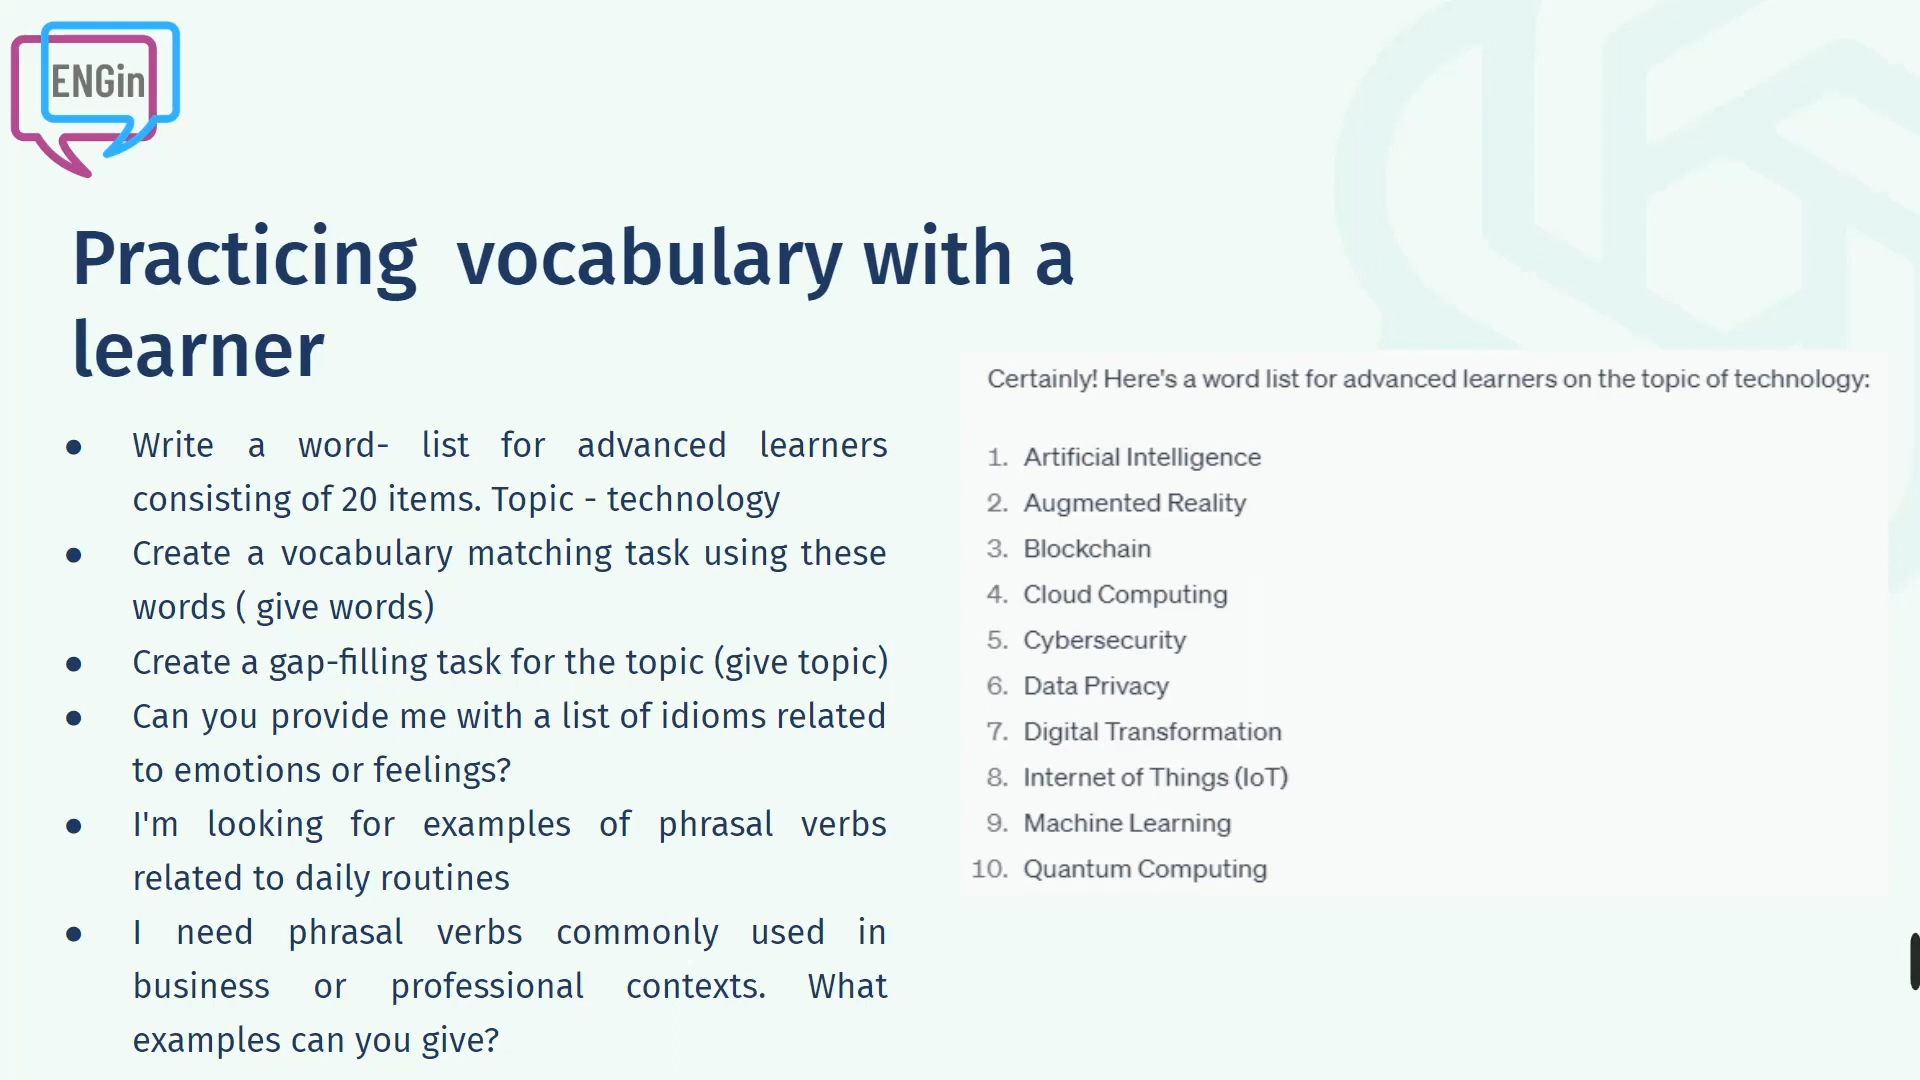 ENGin
Practicing  vocabulary with a
learner
● Write a word- list for advanced learners
consisting of 20 items. Topic - technology
● Create a vocabulary matching task using these
words ( give words)
● Create a gap-filling task for the topic (give topic)
● Can you provide me with a list of idioms related
to emotions or feelings?
● I'm looking for examples of phrasal verbs
related to daily routines
● I need phrasal verbs commonly used in
business or professional contexts. What
examples can you give?
Certainly! Here's a word list for advanced learners on the topic of technology:
1. Artificial Intelligence
2. Augmented Reality
3. Blockchain
4. Cloud Computing
5. Cybersecurity
6. Data Privacy
7. Digital Transformation
8. Internet of Things (IoT)
9. Machine Learning
10. Quantum Computing